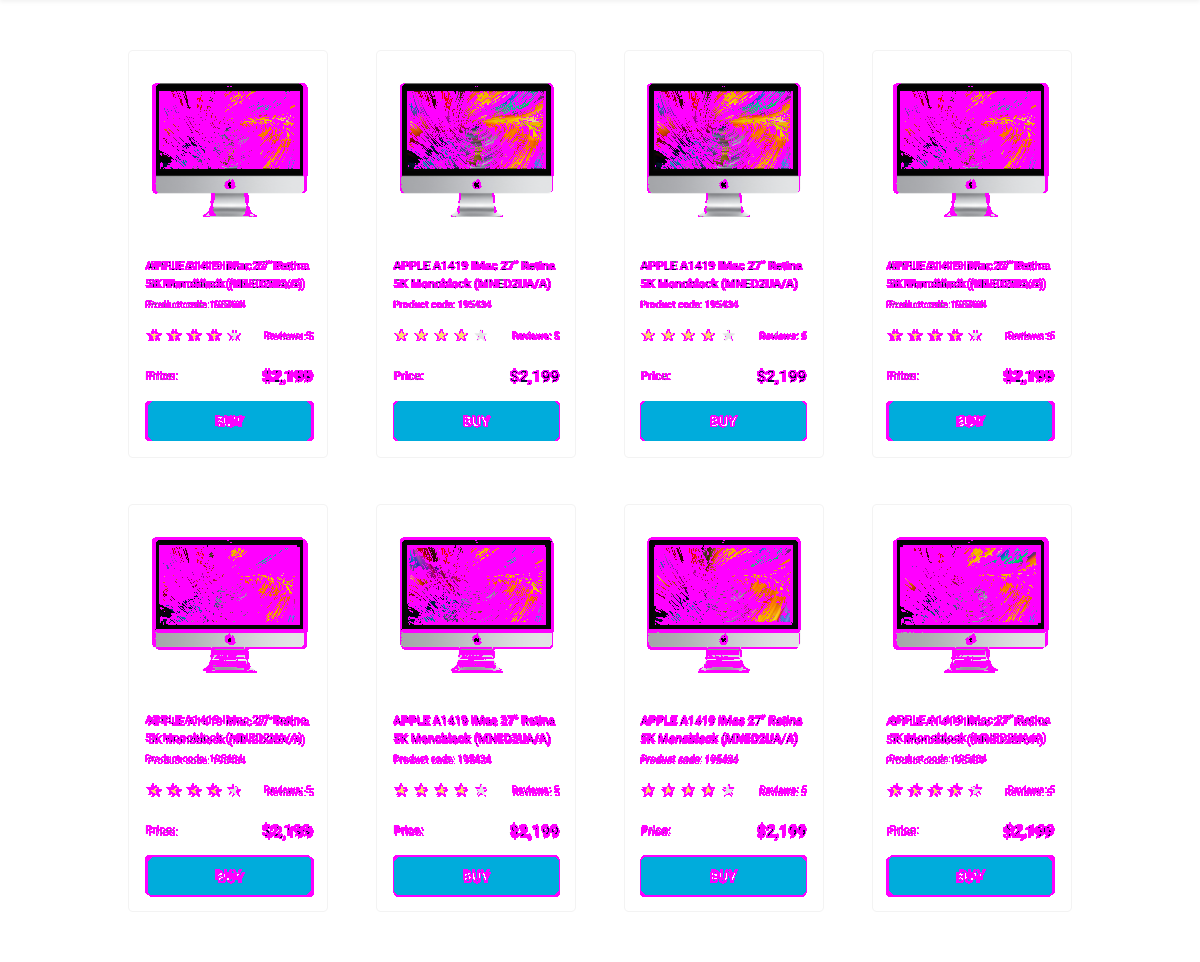 APPLE A1419 iMac 27" Retina
5K Monoblock (MNED2UA/A)
Product code: 195434
Reviews: 5
Price:
$2,199
BUY
APPLE A1419 iMac 27" Retina
5K Monoblock (MNED2UA/A)
Product code: 195434
Reviews: 5
Price:
$2,199
BUY
APPLE A1419 iMac 27" Retina
5K Monoblock (MNED2UA/A)
Product code: 195434
Reviews: 5
Price:
$2,199
BUY
APPLE A1419 iMac 27" Retina
5K Monoblock (MNED2UA/A)
Product code: 195434
Reviews: 5
Price:
$2,199
BUY
APPLE A1419 iMac 27" Retina
5K Monoblock (MNED2UA/A)
Product code: 195434
Reviews: 5
Price:
$2,199
BUY
APPLE A1419 iMac 27" Retina
5K Monoblock (MNED2UA/A)
Product code: 195434
Reviews: 5
Price:
$2,199
BUY
APPLE A1419 iMac 27" Retina
5K Monoblock (MNED2UA/A)
Product code: 195434
Reviews: 5
Price:
$2,199
BUY
APPLE A1419 iMac 27" Retina
5K Monoblock (MNED2UA/A)
Product code: 195434
Reviews: 5
Price:
$2,199
BUY